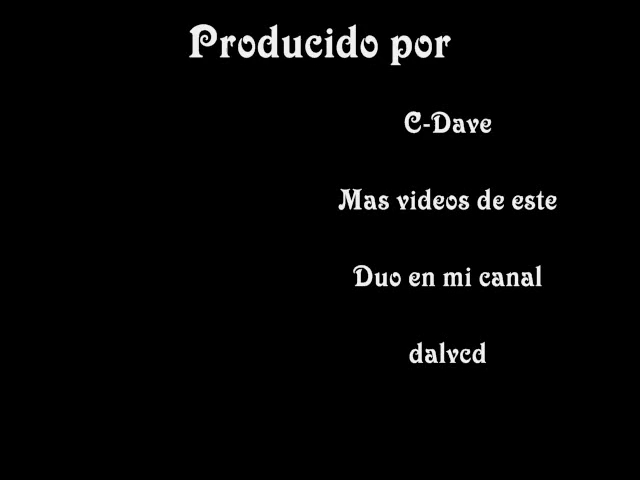 Producido por
C-Dave
Mas videos de este
Duo en mi canal
dalvcd